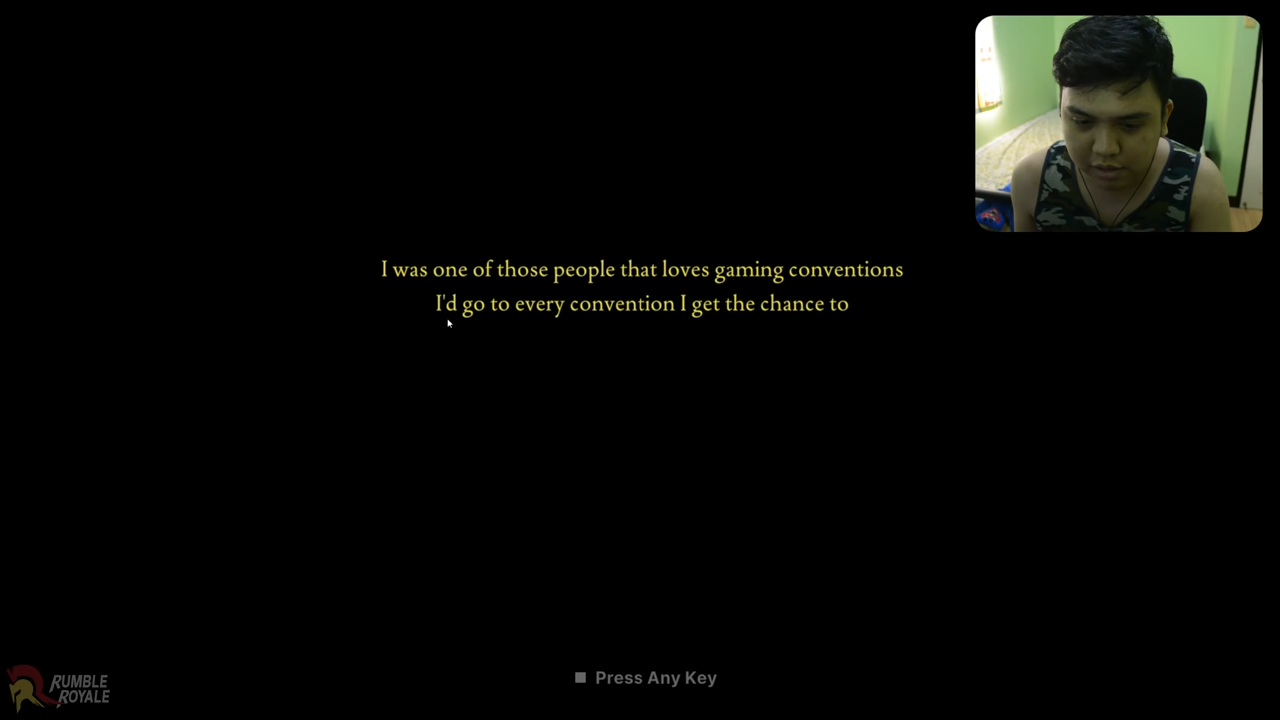 I was one of those people that loves gaming conventions
I'd go to every convention I get the chance to
Press Any Key
RUMBLE
ROYALE